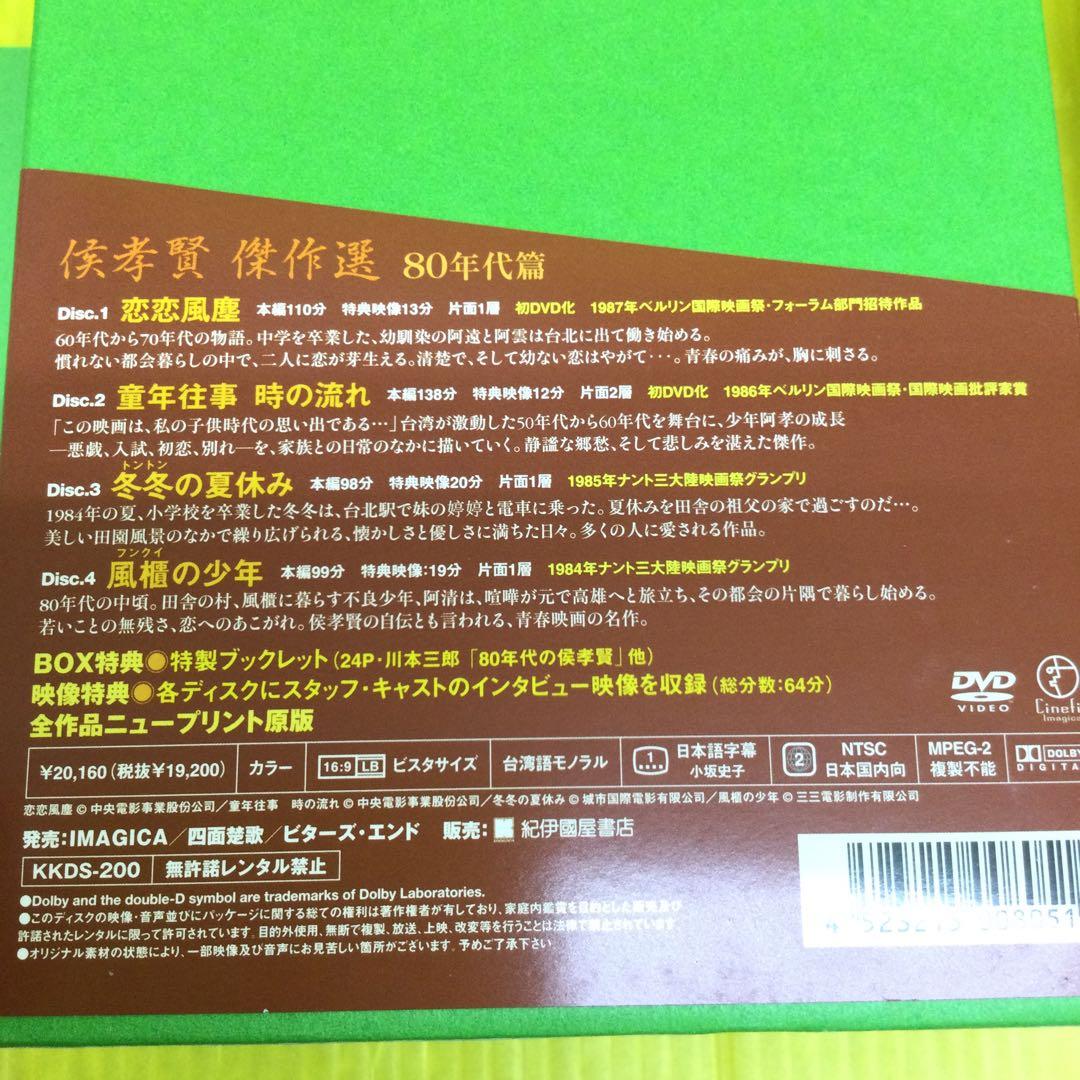 侯孝賢 傑作選 80年代篇
Disc.1 恋恋風塵 本編110分 特典映像13分 片面1層 初DVD化 1987年ベルリン国際映画祭・フォーラム部門招待作品
60年代から70年代の物語。中学を卒業した、幼馴染の阿遠と阿雲は台北に出て働き始める。
慣れない都会暮らしの中で、二人に恋が芽生える。清楚で、そして幼ない恋はやがて・・・。青春の痛みが、胸に刺さる。
Disc.2 童年往事 時の流れ 本編138分 特典映像12分 片面2層 初DVD化 1986年ベルリン国際映画祭・国際映画批評家賞
「この映画は、私の子供時代の思い出である…」台湾が激動した50年代から60年代を舞台に、少年阿孝の成長
―悪戯、入試、初恋、別れ―を、家族との日常のなかに描いていく。静謐な郷愁、そして悲しみを湛えた傑作。
トントン
Disc.3 冬冬の夏休み 本編98分 特典映像20分 片面1層 1985年ナント三大陸映画祭グランプリ
1984年の夏、小学校を卒業した冬冬は、台北駅で妹の婷婷と電車に乗った。夏休みを田舎の祖父の家で過ごすのだ…。
美しい田園風景のなかで繰り広げられる、懐かしさと優しさに満ちた日々。多くの人に愛される作品。
フンクイ
Disc.4 風櫃の少年 本編99分 特典映像:19分 片面1層 1984年ナント三大陸映画祭グランプリ
80年代の中頃。田舎の村、風櫃に暮らす不良少年、阿清は、喧嘩が元で高雄へと旅立ち、その都会の片隅で暮らし始める。
若いことの無残さ、恋へのあこがれ。侯孝賢の自伝とも言われる、青春映画の名作。
BOX特典●特製ブックレット(24P・川本三郎「80年代の侯孝賢」他)
映像特典●各ディスクにスタッフ・キャストのインタビュー映像を収録(総分数:64分)
全作品ニュープリント原版
DVD VIDEO
Cinefil Imagica
¥20,160(税抜¥19,200) カラー 16:9 LB ビスタサイズ 台湾語モノラル 1 日本語字幕 小坂史子 2 NTSC 日本国内向 MPEG-2 複製不能 DOLBY DIGITAL
恋恋風塵 © 中央電影事業股份公司/童年往事 時の流れ © 中央電影事業股份公司/冬冬の夏休み © 城市国際電影有限公司/風櫃の少年 © 三三電影制作有限公司
発売:IMAGICA/四面楚歌/ビターズ・エンド 販売: 紀伊國屋書店
KKDS-200 無許諾レンタル禁止
●Dolby and the double-D symbol are trademarks of Dolby Laboratories.
●このディスクの映像・音声並びにパッケージに関する総ての権利は著作権者が有しており、家庭内鑑賞を目的とした販売及び
許諾されたレンタルに限って許可されています。目的外使用、無断で複製、放送、上映、改変等を行うことは法律で禁止されています。
●オリジナル素材の状態により、一部映像及び音声にお見苦しい箇所がございます。予めご了承下さい。